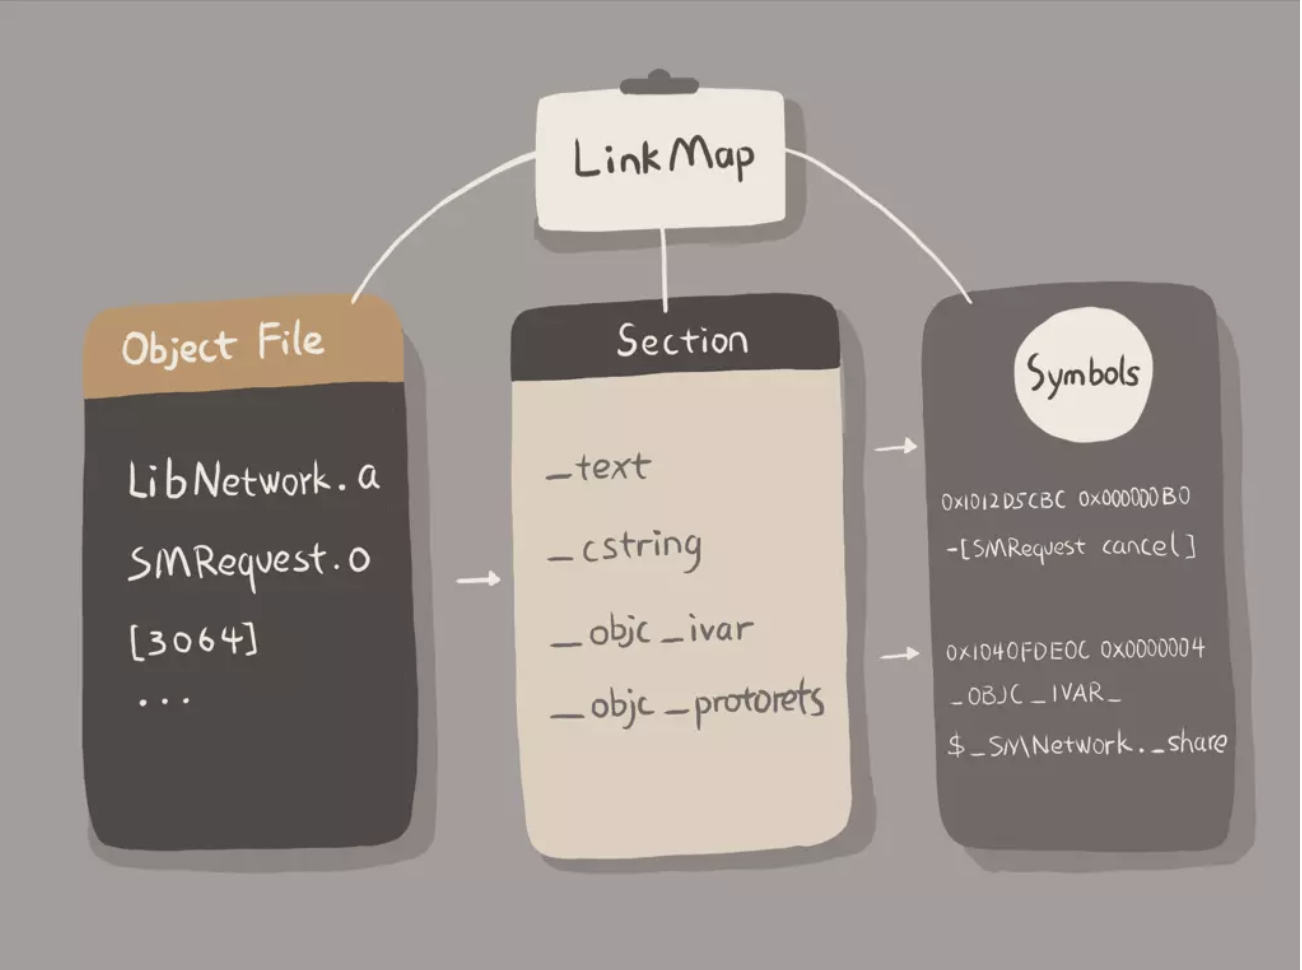 LinkMap
Object File
LibNetwork.a
SMRequest.o
[3064]
...
Section
_text
_cstring
_objc_ivar
_objc_protorets
Symbols
0x1012D5CBC 0x000000B0
-[SMRequest cancel]
0x1040FDE0C 0x0000004
_OBJC_IVAR_
$_SMNetwork._share